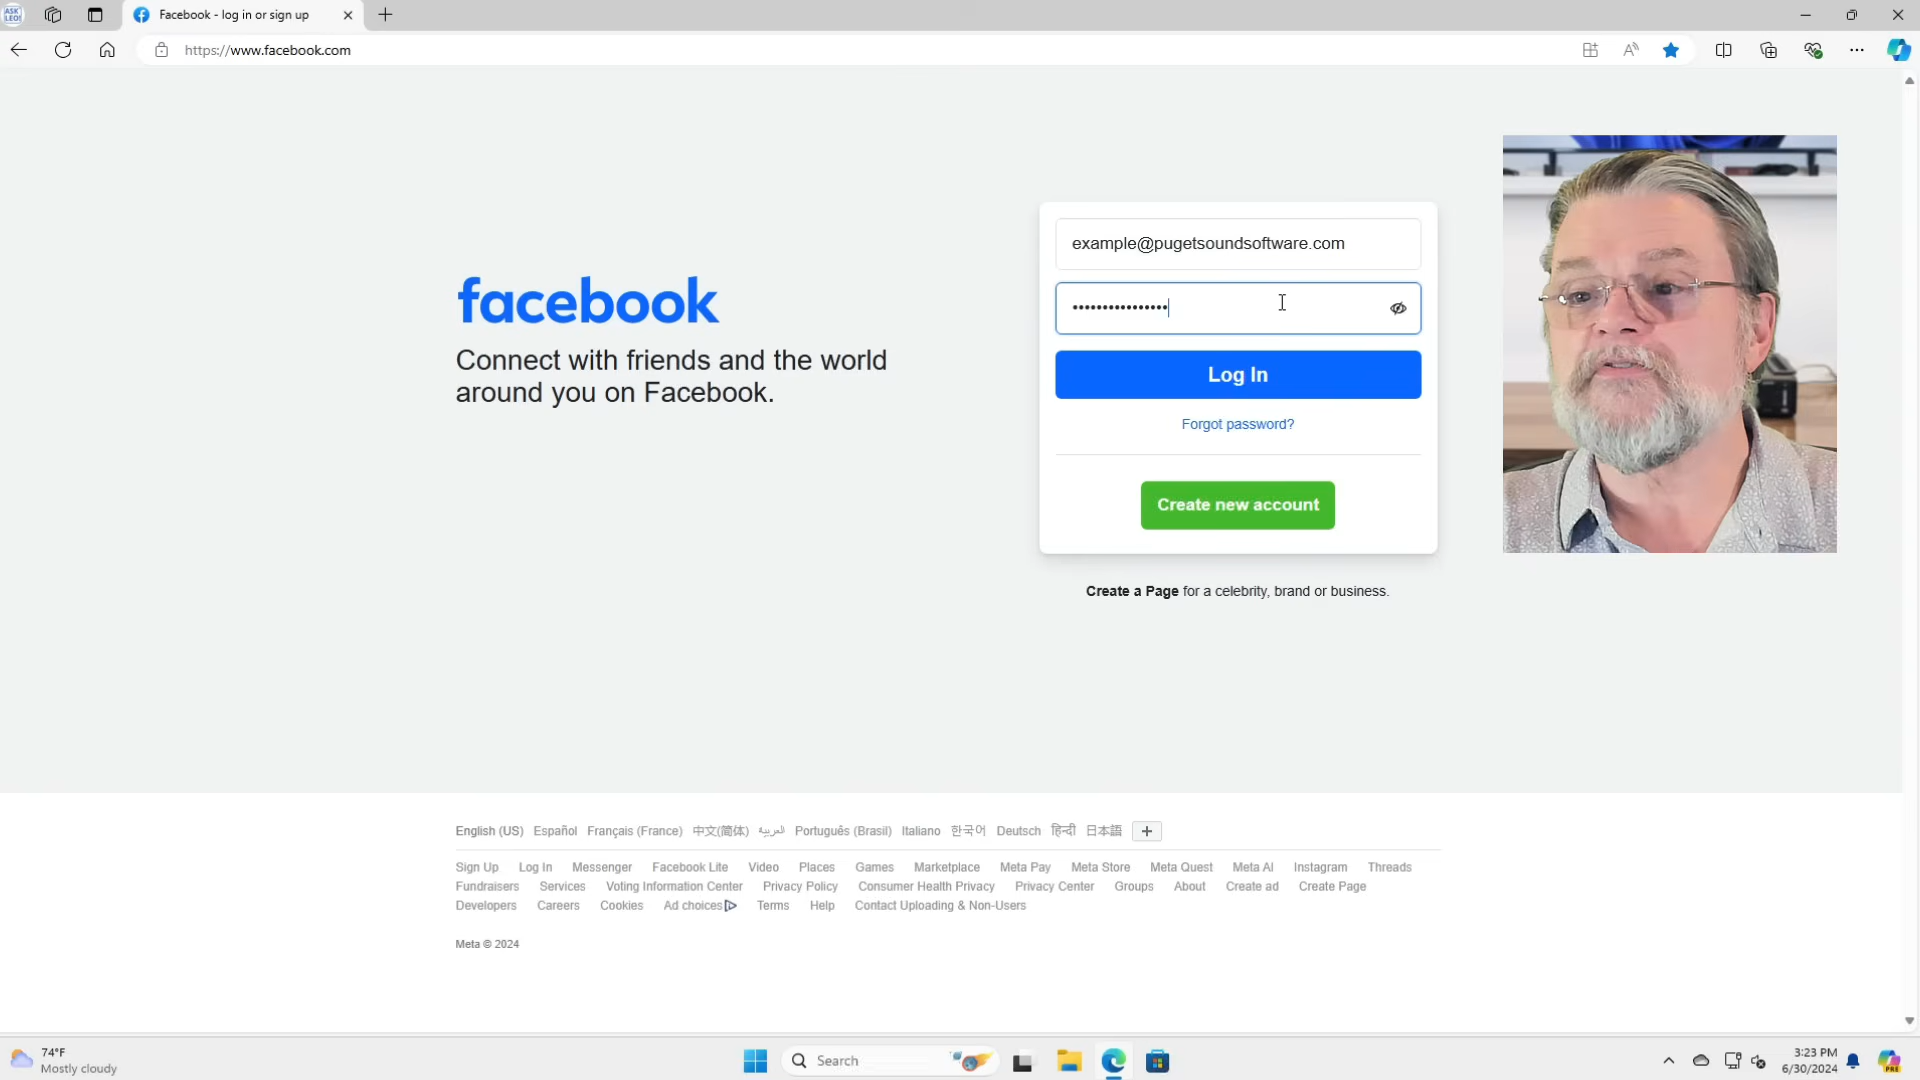 ASK LEO!
Facebook - log in or sign up
https://www.facebook.com
example@pugetsoundsoftware.com
facebook
Connect with friends and the world
around you on Facebook.
Log In
Forgot password?
Create new account
Create a Page for a celebrity, brand or business.
English (US) Español Français (France) 中文(简体) العربية Português (Brasil) Italiano 한국어 Deutsch हिन्दी 日本語 +
Sign Up Log In Messenger Facebook Lite Video Places Games Marketplace Meta Pay Meta Store Meta Quest Meta AI Instagram Threads
Fundraisers Services Voting Information Center Privacy Policy Consumer Health Privacy Privacy Center Groups About Create ad Create Page
Developers Careers Cookies Ad choices Terms Help Contact Uploading & Non-Users
Meta © 2024
74°F
Mostly cloudy
Search
3:23 PM
6/30/2024
PRE